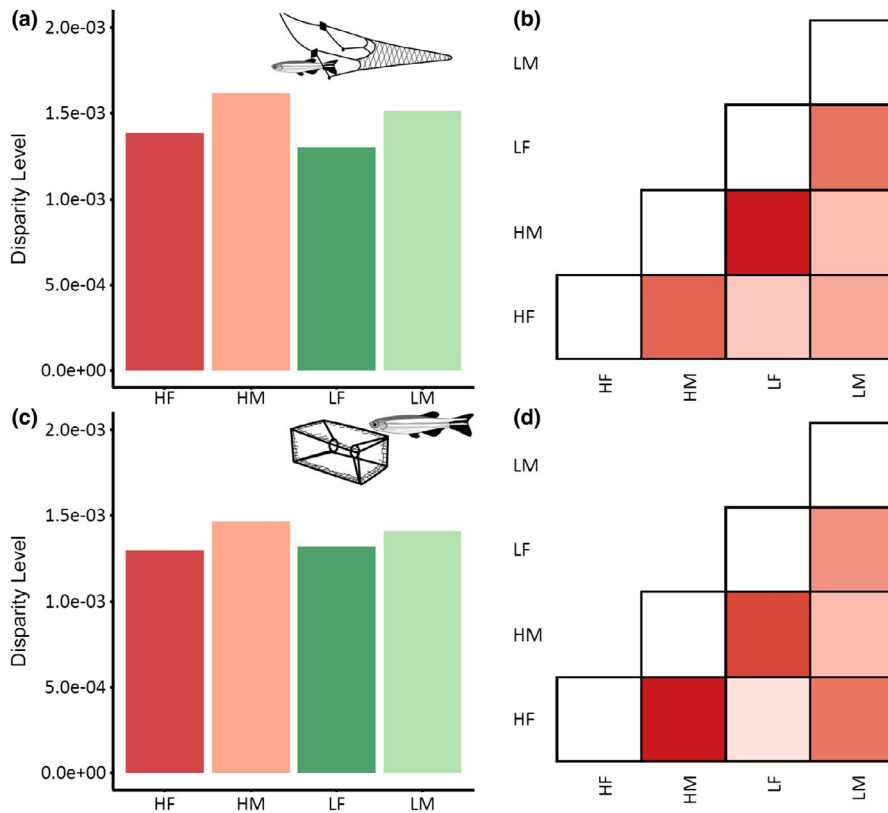 (a)
2.0e-03
1.5e-03
1.0e-03
5.0e-04
0.0e+00
Disparity Level
HF HM LF LM
(b)
LM
LF
HM
HF
HF HM LF LM
(c)
2.0e-03
1.5e-03
1.0e-03
5.0e-04
0.0e+00
Disparity Level
HF HM LF LM
(d)
LM
LF
HM
HF
HF HM LF LM